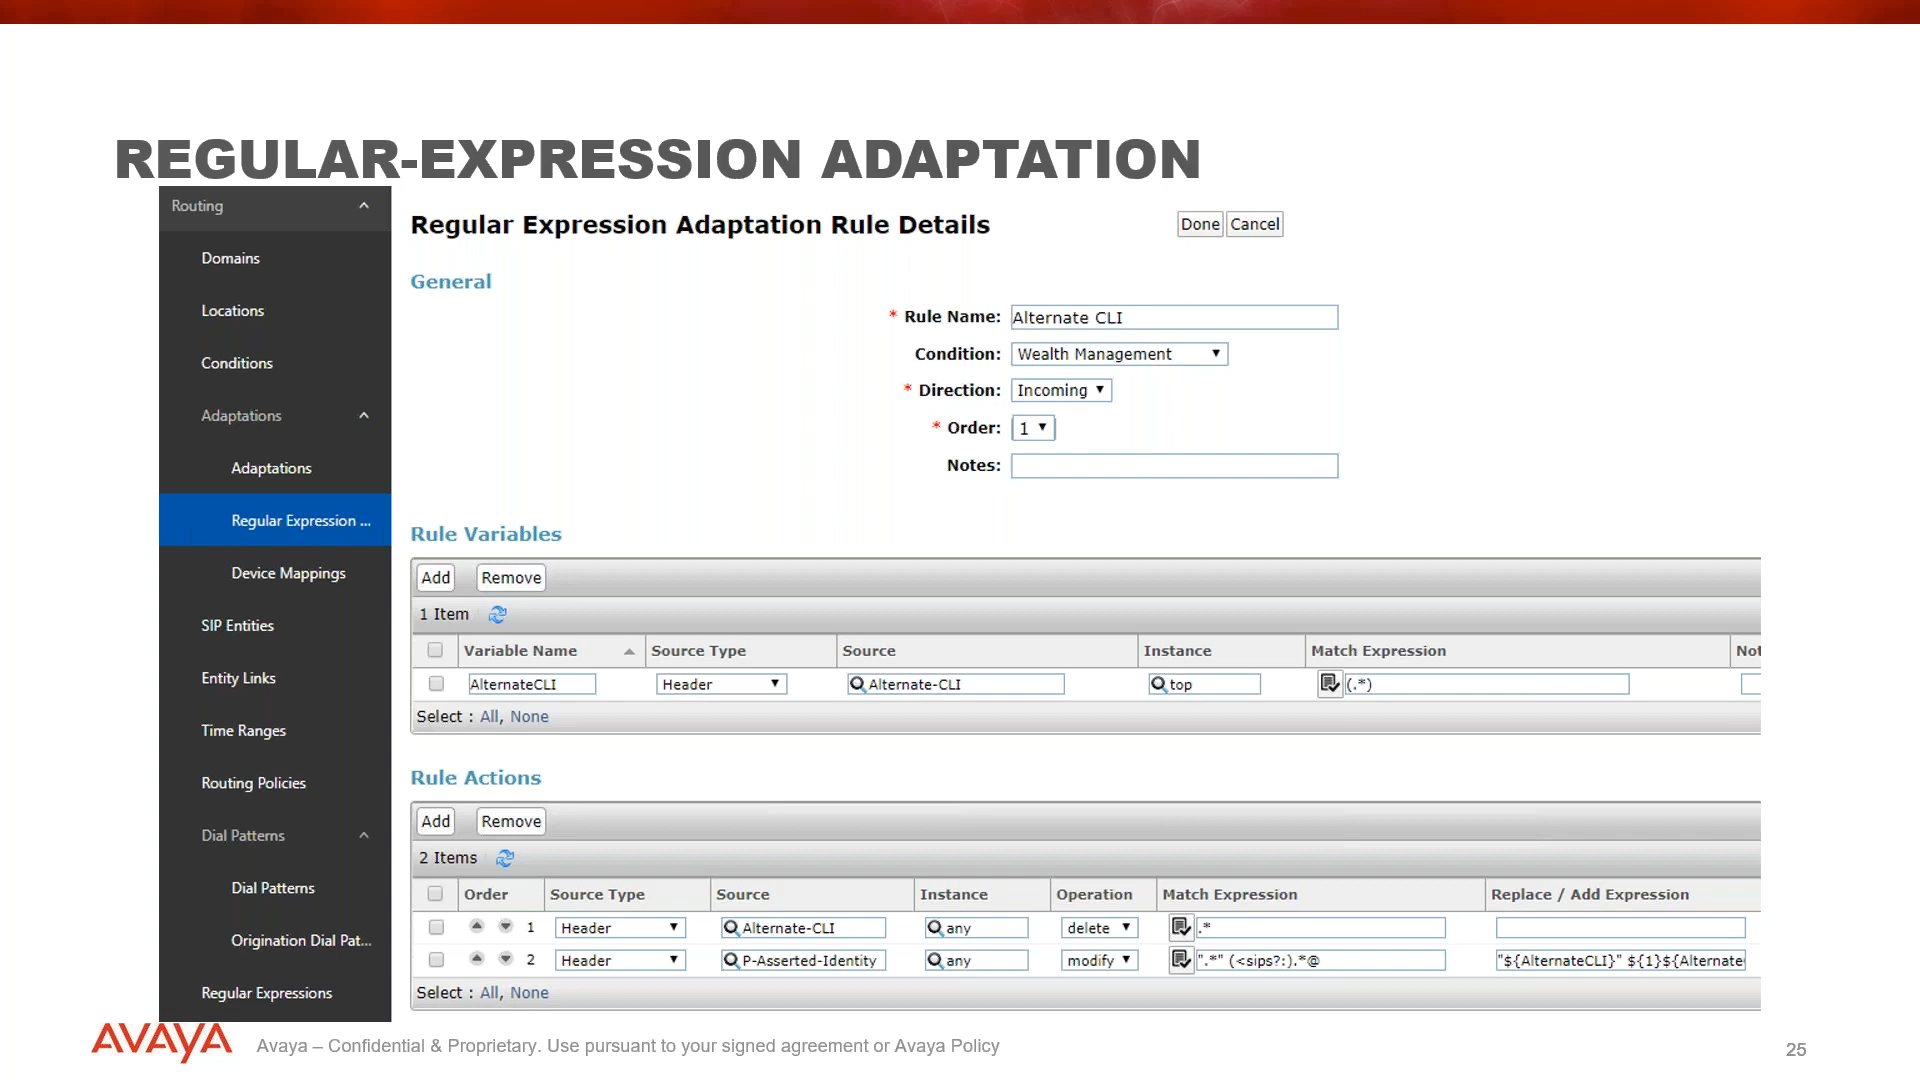 REGULAR-EXPRESSION ADAPTATION
Routing
Domains
Locations
Conditions
Adaptations
Adaptations
Regular Expression ...
Device Mappings
SIP Entities
Entity Links
Time Ranges
Routing Policies
Dial Patterns
Dial Patterns
Origination Dial Pat...
Regular Expressions
Regular Expression Adaptation Rule Details
Done Cancel
General
* Rule Name: Alternate CLI
Condition: Wealth Management
* Direction: Incoming
* Order: 1
Notes:
Rule Variables
Add Remove
1 Item
Variable Name Source Type Source Instance Match Expression Not
AlternateCLI Header Alternate-CLI top (.*)
Select : All, None
Rule Actions
Add Remove
2 Items
Order Source Type Source Instance Operation Match Expression Replace / Add Expression
1 Header Alternate-CLI any delete .*
2 Header P-Asserted-Identity any modify ".*" (<sips?:).*@ "${AlternateCLI}" ${1}${Alternate
Select : All, None
AVAYA
Avaya – Confidential & Proprietary. Use pursuant to your signed agreement or Avaya Policy
25